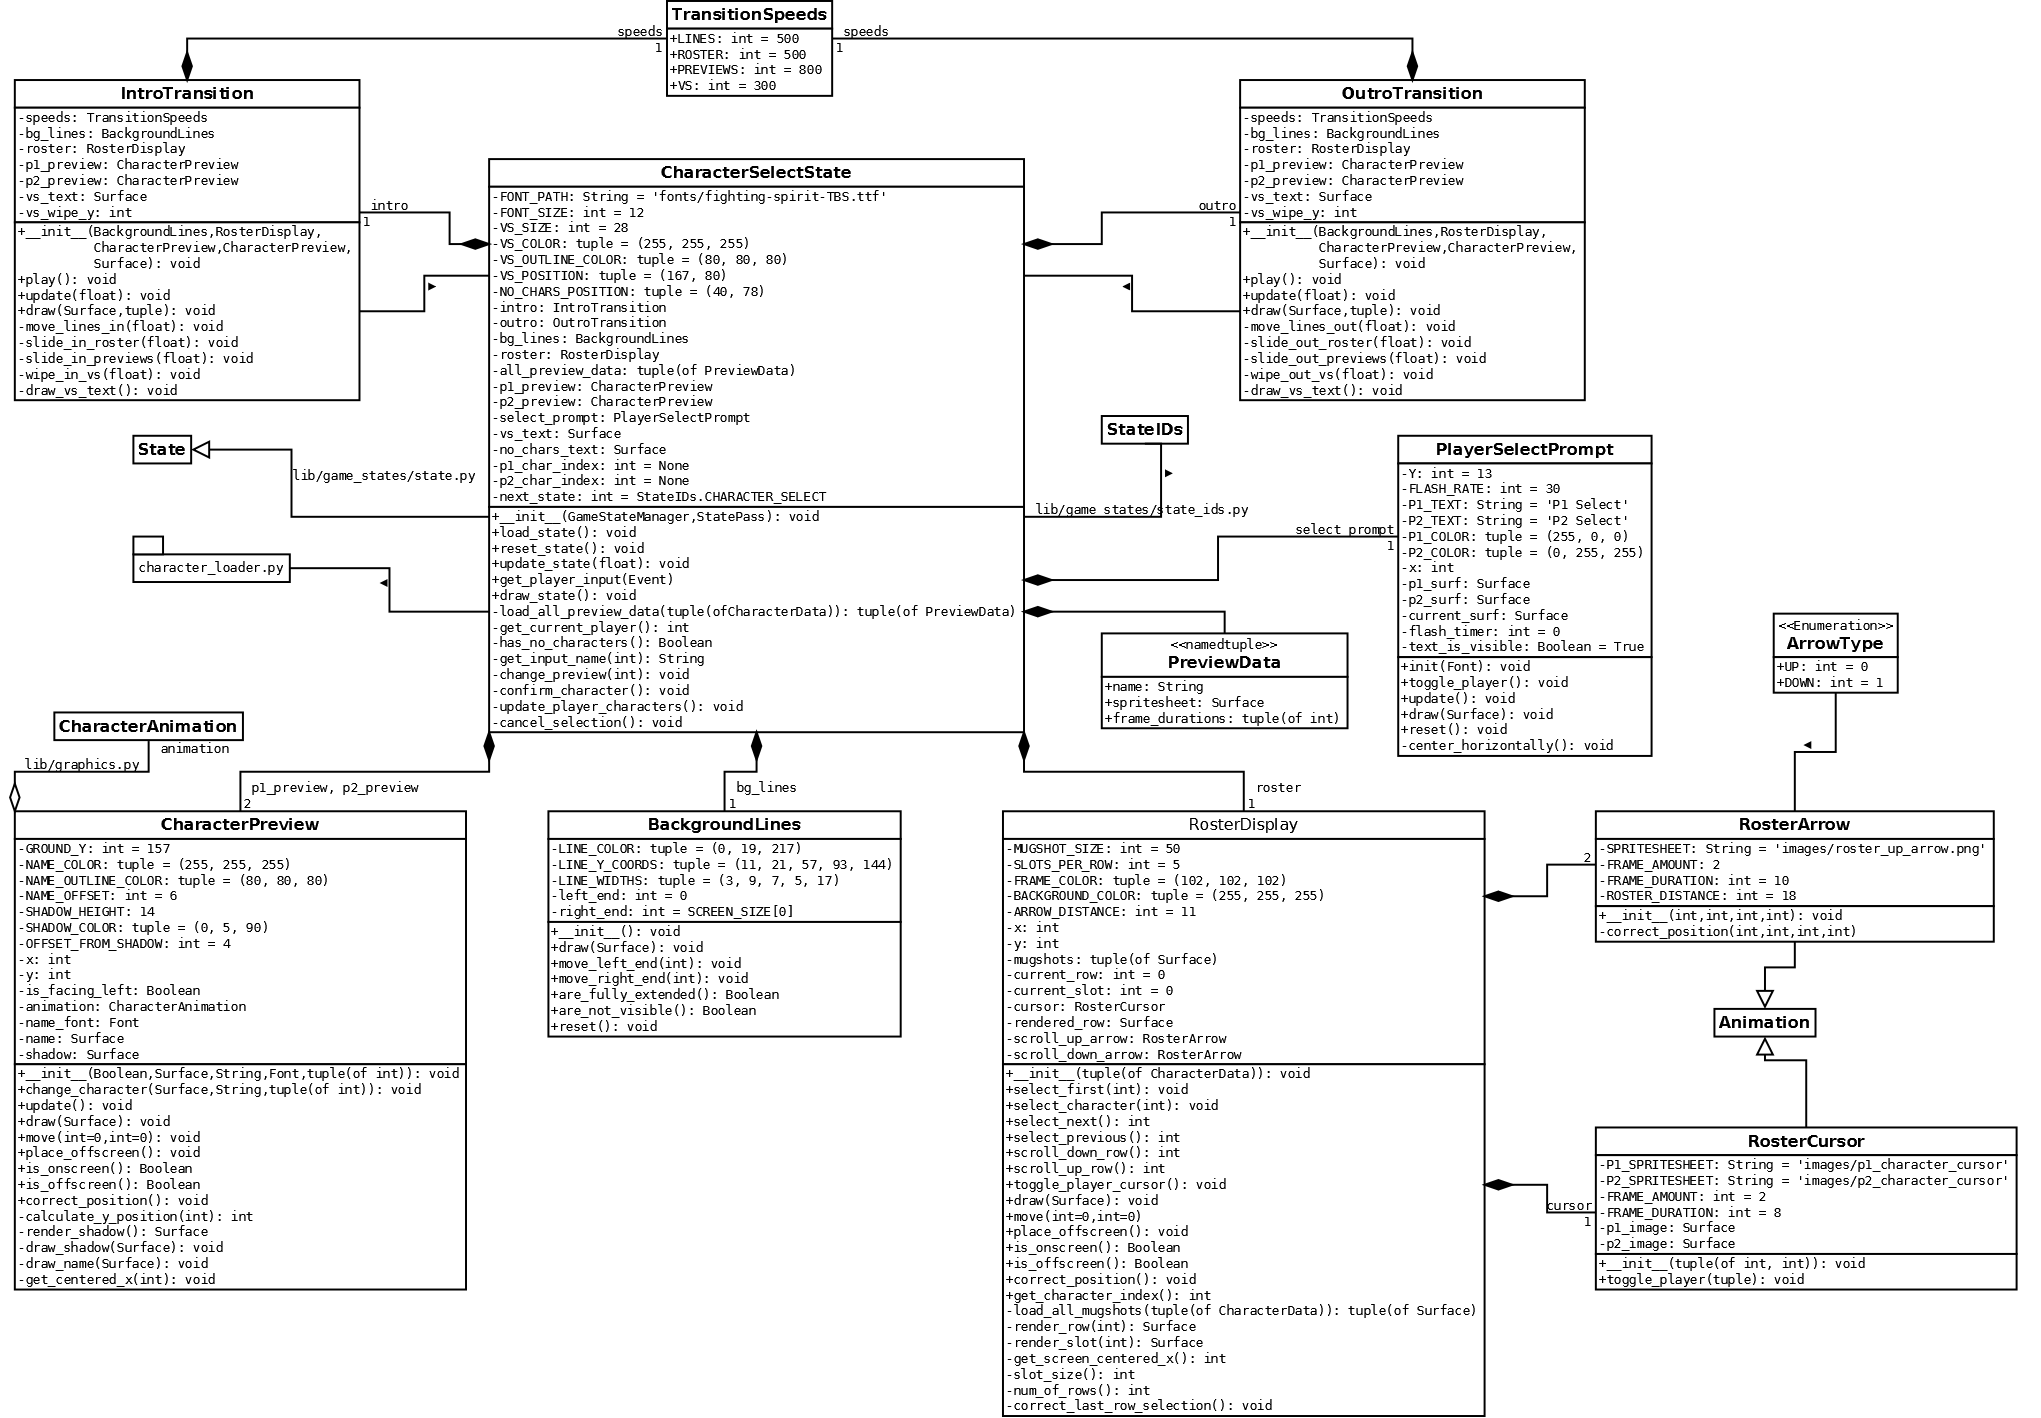 TransitionSpeeds
+LINES: int = 500
+ROSTER: int = 500
+PREVIEWS: int = 800
+VS: int = 300
speeds
1
speeds
1
IntroTransition
-speeds: TransitionSpeeds
-bg_lines: BackgroundLines
-roster: RosterDisplay
-p1_preview: CharacterPreview
-p2_preview: CharacterPreview
-vs_text: Surface
-vs_wipe_y: int
+__init__(BackgroundLines,RosterDisplay,
CharacterPreview,CharacterPreview,
Surface): void
+play(): void
+update(float): void
+draw(Surface,tuple): void
-move_lines_in(float): void
-slide_in_roster(float): void
-slide_in_previews(float): void
-wipe_in_vs(float): void
-draw_vs_text(): void
intro
1
CharacterSelectState
-FONT_PATH: String = 'fonts/fighting-spirit-TBS.ttf'
-FONT_SIZE: int = 12
-VS_SIZE: int = 28
-VS_COLOR: tuple = (255, 255, 255)
-VS_OUTLINE_COLOR: tuple = (80, 80, 80)
-VS_POSITION: tuple = (167, 80)
-NO_CHARS_POSITION: tuple = (40, 78)
-intro: IntroTransition
-outro: OutroTransition
-bg_lines: BackgroundLines
-roster: RosterDisplay
-all_preview_data: tuple(of PreviewData)
-p1_preview: CharacterPreview
-p2_preview: CharacterPreview
-select_prompt: PlayerSelectPrompt
-vs_text: Surface
-no_chars_text: Surface
-p1_char_index: int = None
-p2_char_index: int = None
-next_state: int = StateIDs.CHARACTER_SELECT
+__init__(GameStateManager,StatePass): void
+load_state(): void
+reset_state(): void
+update_state(float): void
+get_player_input(Event)
+draw_state(): void
-load_all_preview_data(tuple(ofCharacterData)): tuple(of PreviewData)
-get_current_player(): int
-has_no_characters(): Boolean
-get_input_name(int): String
-change_preview(int): void
-confirm_character(): void
-update_player_characters(): void
-cancel_selection(): void
outro
1
OutroTransition
-speeds: TransitionSpeeds
-bg_lines: BackgroundLines
-roster: RosterDisplay
-p1_preview: CharacterPreview
-p2_preview: CharacterPreview
-vs_text: Surface
-vs_wipe_y: int
+__init__(BackgroundLines,RosterDisplay,
CharacterPreview,CharacterPreview,
Surface): void
+play(): void
+update(float): void
+draw(Surface,tuple): void
-move_lines_out(float): void
-slide_out_roster(float): void
-slide_out_previews(float): void
-wipe_out_vs(float): void
-draw_vs_text(): void
State
lib/game_states/state.py
character_loader.py
StateIDs
lib/game_states/state_ids.py
select_prompt
1
PlayerSelectPrompt
-Y: int = 13
-FLASH_RATE: int = 30
-P1_TEXT: String = 'P1 Select'
-P2_TEXT: String = 'P2 Select'
-P1_COLOR: tuple = (255, 0, 0)
-P2_COLOR: tuple = (0, 255, 255)
-x: int
-p1_surf: Surface
-p2_surf: Surface
-current_surf: Surface
-flash_timer: int = 0
-text_is_visible: Boolean = True
+init(Font): void
+toggle_player(): void
+update(): void
+draw(Surface): void
+reset(): void
-center_horizontally(): void
<<namedtuple>>
PreviewData
+name: String
+spritesheet: Surface
+frame_durations: tuple(of int)
<<Enumeration>>
ArrowType
+UP: int = 0
+DOWN: int = 1
CharacterAnimation
animation
lib/graphics.py
p1_preview, p2_preview
2
bg_lines
1
roster
1
CharacterPreview
-GROUND_Y: int = 157
-NAME_COLOR: tuple = (255, 255, 255)
-NAME_OUTLINE_COLOR: tuple = (80, 80, 80)
-NAME_OFFSET: int = 6
-SHADOW_HEIGHT: 14
-SHADOW_COLOR: tuple = (0, 5, 90)
-OFFSET_FROM_SHADOW: int = 4
-x: int
-y: int
-is_facing_left: Boolean
-animation: CharacterAnimation
-name_font: Font
-name: Surface
-shadow: Surface
+__init__(Boolean,Surface,String,Font,tuple(of int)): void
+change_character(Surface,String,tuple(of int)): void
+update(): void
+draw(Surface): void
+move(int=0,int=0): void
+place_offscreen(): void
+is_onscreen(): Boolean
+is_offscreen(): Boolean
+correct_position(): void
-calculate_y_position(int): int
-render_shadow(): Surface
-draw_shadow(Surface): void
-draw_name(Surface): void
-get_centered_x(int): void
BackgroundLines
-LINE_COLOR: tuple = (0, 19, 217)
-LINE_Y_COORDS: tuple = (11, 21, 57, 93, 144)
-LINE_WIDTHS: tuple = (3, 9, 7, 5, 17)
-left_end: int = 0
-right_end: int = SCREEN_SIZE[0]
+__init__(): void
+draw(Surface): void
+move_left_end(int): void
+move_right_end(int): void
+are_fully_extended(): Boolean
+are_not_visible(): Boolean
+reset(): void
RosterDisplay
-MUGSHOT_SIZE: int = 50
-SLOTS_PER_ROW: int = 5
-FRAME_COLOR: tuple = (102, 102, 102)
-BACKGROUND_COLOR: tuple = (255, 255, 255)
-ARROW_DISTANCE: int = 11
-x: int
-y: int
-mugshots: tuple(of Surface)
-current_row: int = 0
-current_slot: int = 0
-cursor: RosterCursor
-rendered_row: Surface
-scroll_up_arrow: RosterArrow
-scroll_down_arrow: RosterArrow
+__init__(tuple(of CharacterData)): void
+select_first(int): void
+select_character(int): void
+select_next(): int
+select_previous(): int
+scroll_down_row(): int
+scroll_up_row(): int
+toggle_player_cursor(): void
+draw(Surface): void
+move(int=0,int=0)
+place_offscreen(): void
+is_onscreen(): Boolean
+is_offscreen(): Boolean
+correct_position(): void
+get_character_index(): int
-load_all_mugshots(tuple(of CharacterData)): tuple(of Surface)
-render_row(int): Surface
-render_slot(int): Surface
-get_screen_centered_x(): int
-slot_size(): int
-num_of_rows(): int
-correct_last_row_selection(): void
2
RosterArrow
-SPRITESHEET: String = 'images/roster_up_arrow.png'
-FRAME_AMOUNT: 2
-FRAME_DURATION: int = 10
-ROSTER_DISTANCE: int = 18
+__init__(int,int,int,int): void
-correct_position(int,int,int,int)
Animation
cursor
1
RosterCursor
-P1_SPRITESHEET: String = 'images/p1_character_cursor'
-P2_SPRITESHEET: String = 'images/p2_character_cursor'
-FRAME_AMOUNT: int = 2
-FRAME_DURATION: int = 8
-p1_image: Surface
-p2_image: Surface
+__init__(tuple(of int, int)): void
+toggle_player(tuple): void